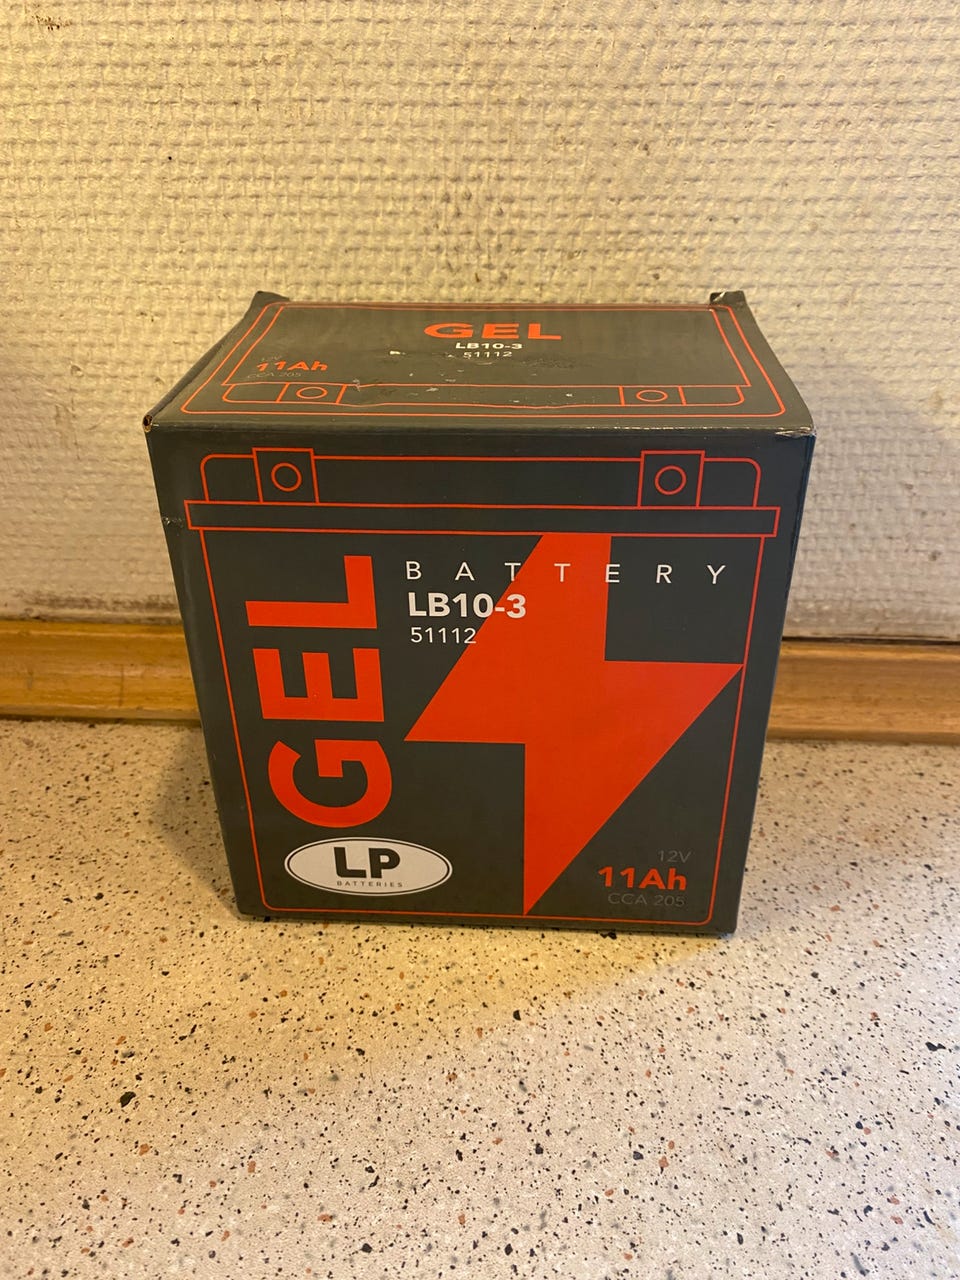 GEL
LB10-3
51112
12V
11Ah
CCA 205
BATTERY
LB10-3
51112
GEL
LP
BATTERIES
12V
11Ah
CCA 205